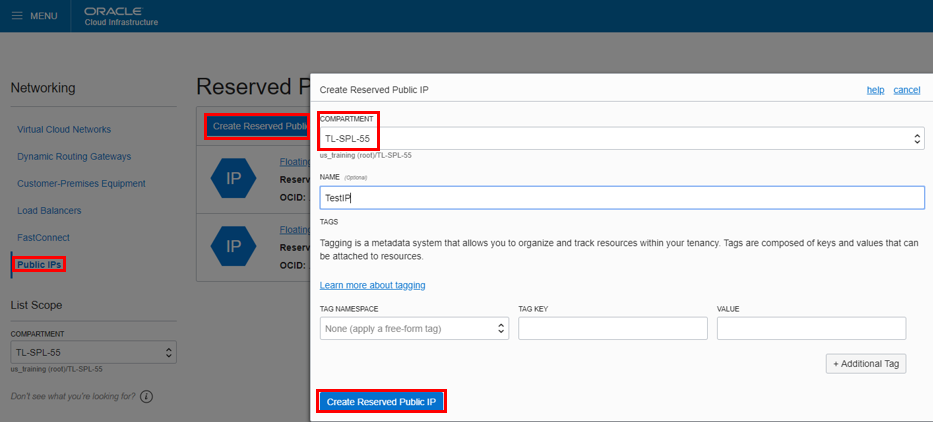 MENU
ORACLE
Cloud Infrastructure
Networking
Virtual Cloud Networks
Dynamic Routing Gateways
Customer-Premises Equipment
Load Balancers
FastConnect
Public IPs
List Scope
COMPARTMENT
TL-SPL-55
us_training (root)/TL-SPL-55
Don't see what you're looking for? i
Reserved P
Create Reserved Publi
IP
Floating
Reserv
OCID: .
IP
Floating
Reserv
OCID: .
Create Reserved Public IP
help cancel
COMPARTMENT
TL-SPL-55
us_training (root)/TL-SPL-55
NAME (Optional)
TestIP
TAGS
Tagging is a metadata system that allows you to organize and track resources within your tenancy. Tags are composed of keys and values that can
be attached to resources.
Learn more about tagging
TAG NAMESPACE TAG KEY VALUE
None (apply a free-form tag)
+ Additional Tag
Create Reserved Public IP